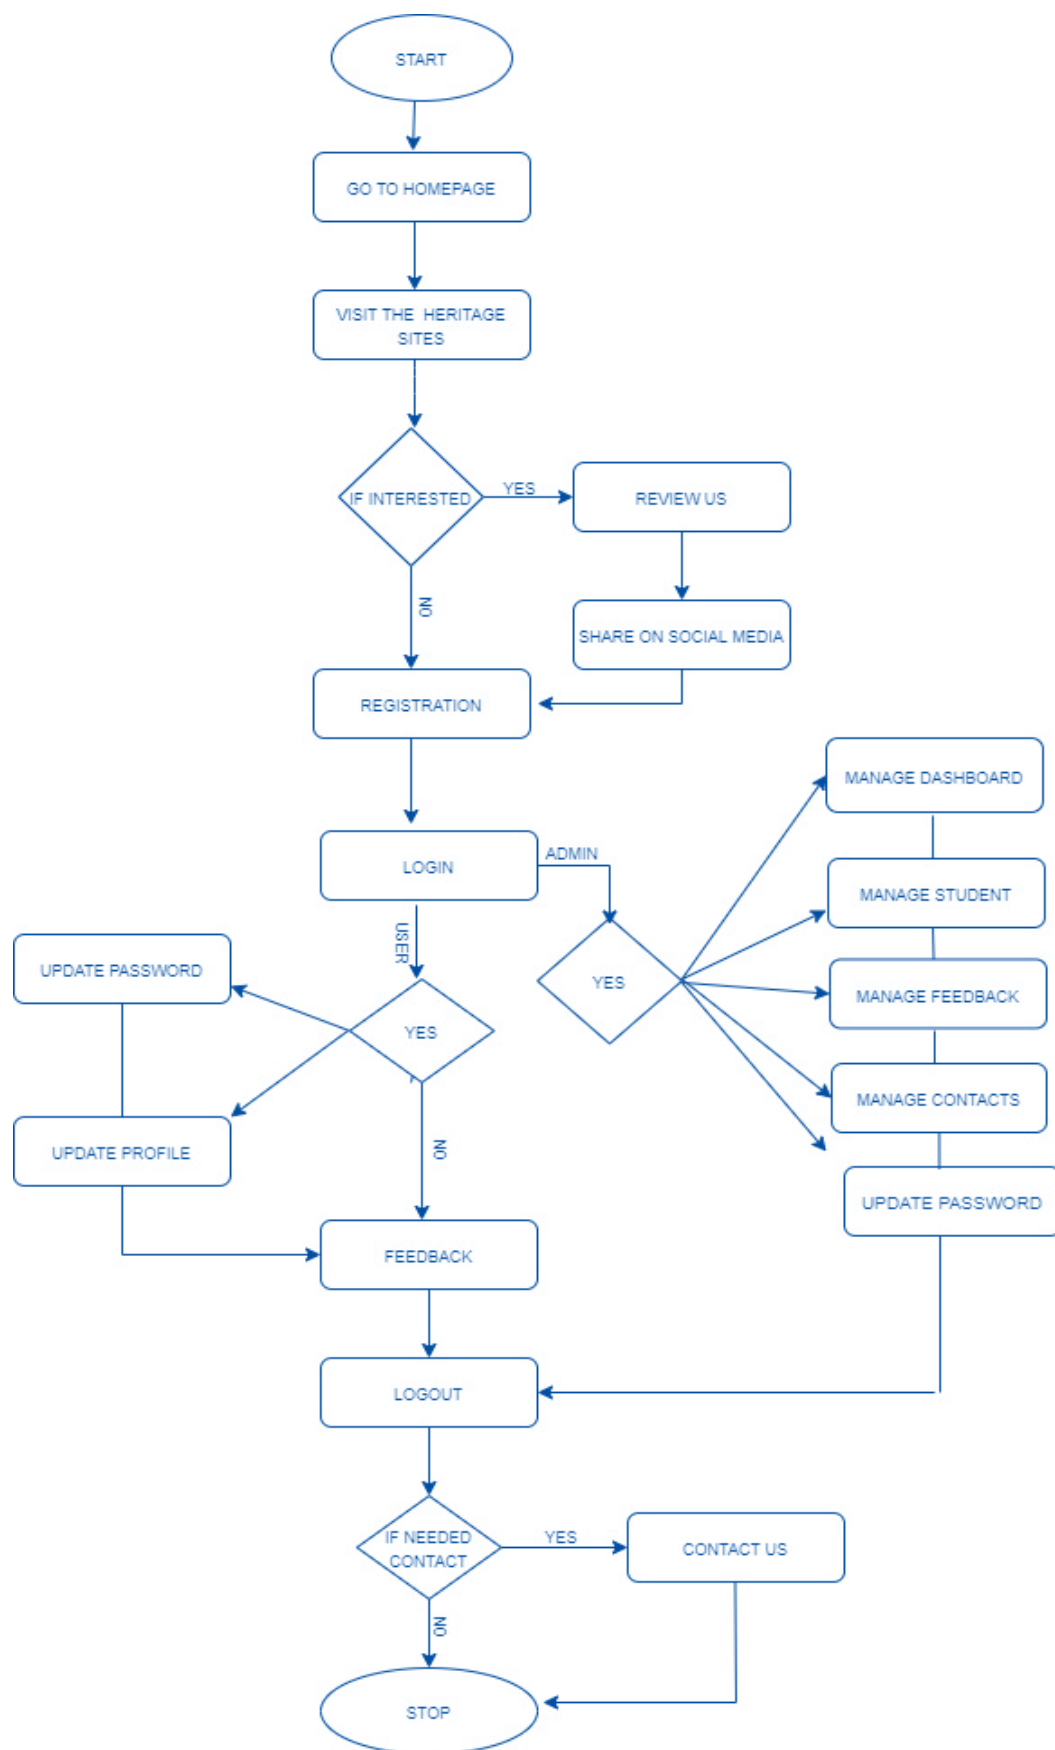 START
GO TO HOMEPAGE
VISIT THE HERITAGE
SITES
IF INTERESTED
YES
REVIEW US
NO
SHARE ON SOCIAL MEDIA
REGISTRATION
MANAGE DASHBOARD
LOGIN
ADMIN
MANAGE STUDENT
USER
UPDATE PASSWORD
YES
YES
MANAGE FEEDBACK
MANAGE CONTACTS
UPDATE PROFILE
NO
UPDATE PASSWORD
FEEDBACK
LOGOUT
IF NEEDED
CONTACT
YES
CONTACT US
NO
STOP